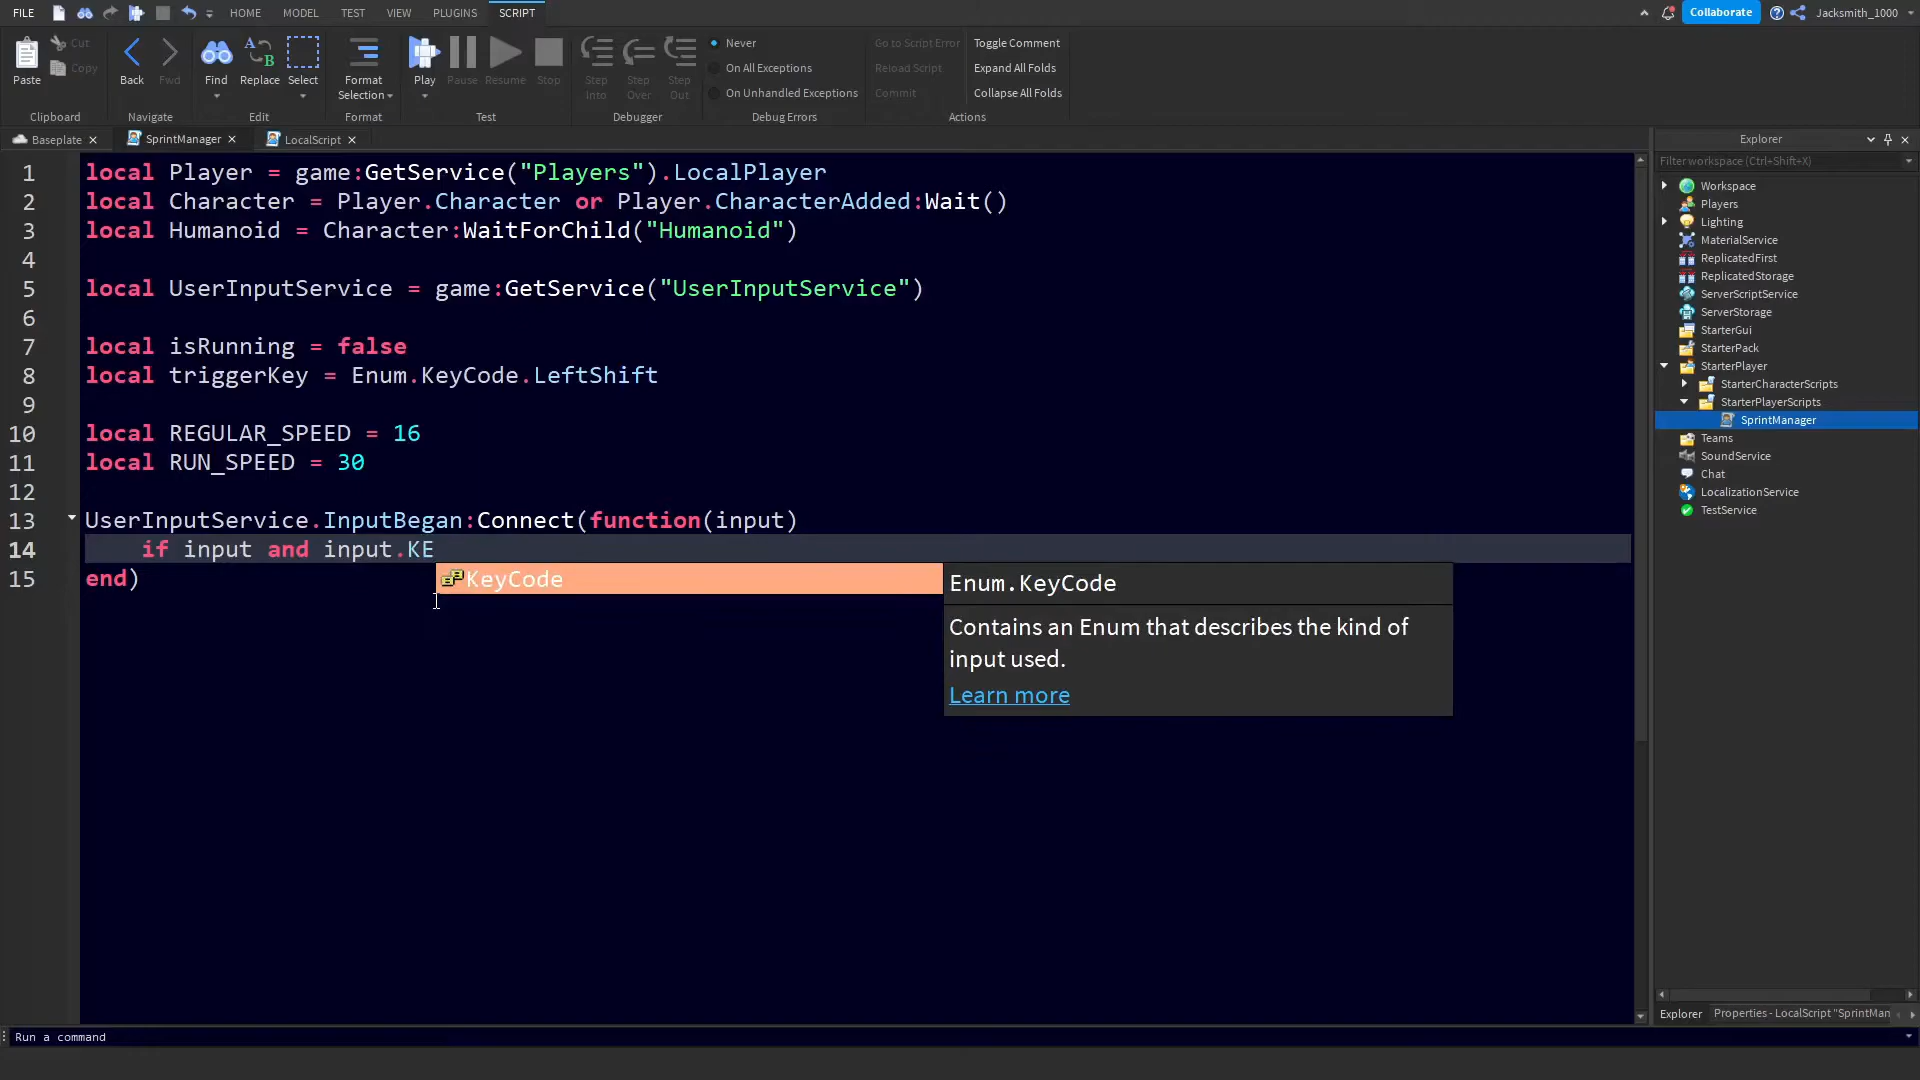 FILE HOME MODEL TEST VIEW PLUGINS SCRIPT Collaborate Jacksmith_1000
Paste Cut Copy Back Fwd Find Replace Select Format Selection Play Pause Resume Stop Step Into Step Over Step Out
Never
On All Exceptions
On Unhandled Exceptions
Go to Script Error
Reload Script
Commit
Toggle Comment
Expand All Folds
Collapse All Folds
Clipboard Navigate Edit Format Test Debugger Debug Errors Actions
Baseplate SprintManager LocalScript
1 local Player = game:GetService("Players").LocalPlayer
2 local Character = Player.Character or Player.CharacterAdded:Wait()
3 local Humanoid = Character:WaitForChild("Humanoid")
4
5 local UserInputService = game:GetService("UserInputService")
6
7 local isRunning = false
8 local triggerKey = Enum.KeyCode.LeftShift
9
10 local REGULAR_SPEED = 16
11 local RUN_SPEED = 30
12
13 UserInputService.InputBegan:Connect(function(input)
14 if input and input.KE
15 end)
KeyCode
Enum.KeyCode
Contains an Enum that describes the kind of
input used.
Learn more
Explorer
Filter workspace (Ctrl+Shift+X)
Workspace
Players
Lighting
MaterialService
ReplicatedFirst
ReplicatedStorage
ServerScriptService
ServerStorage
StarterGui
StarterPack
StarterPlayer
StarterCharacterScripts
StarterPlayerScripts
SprintManager
Teams
SoundService
Chat
LocalizationService
TestService
Explorer Properties - LocalScript "SprintMan
Run a command